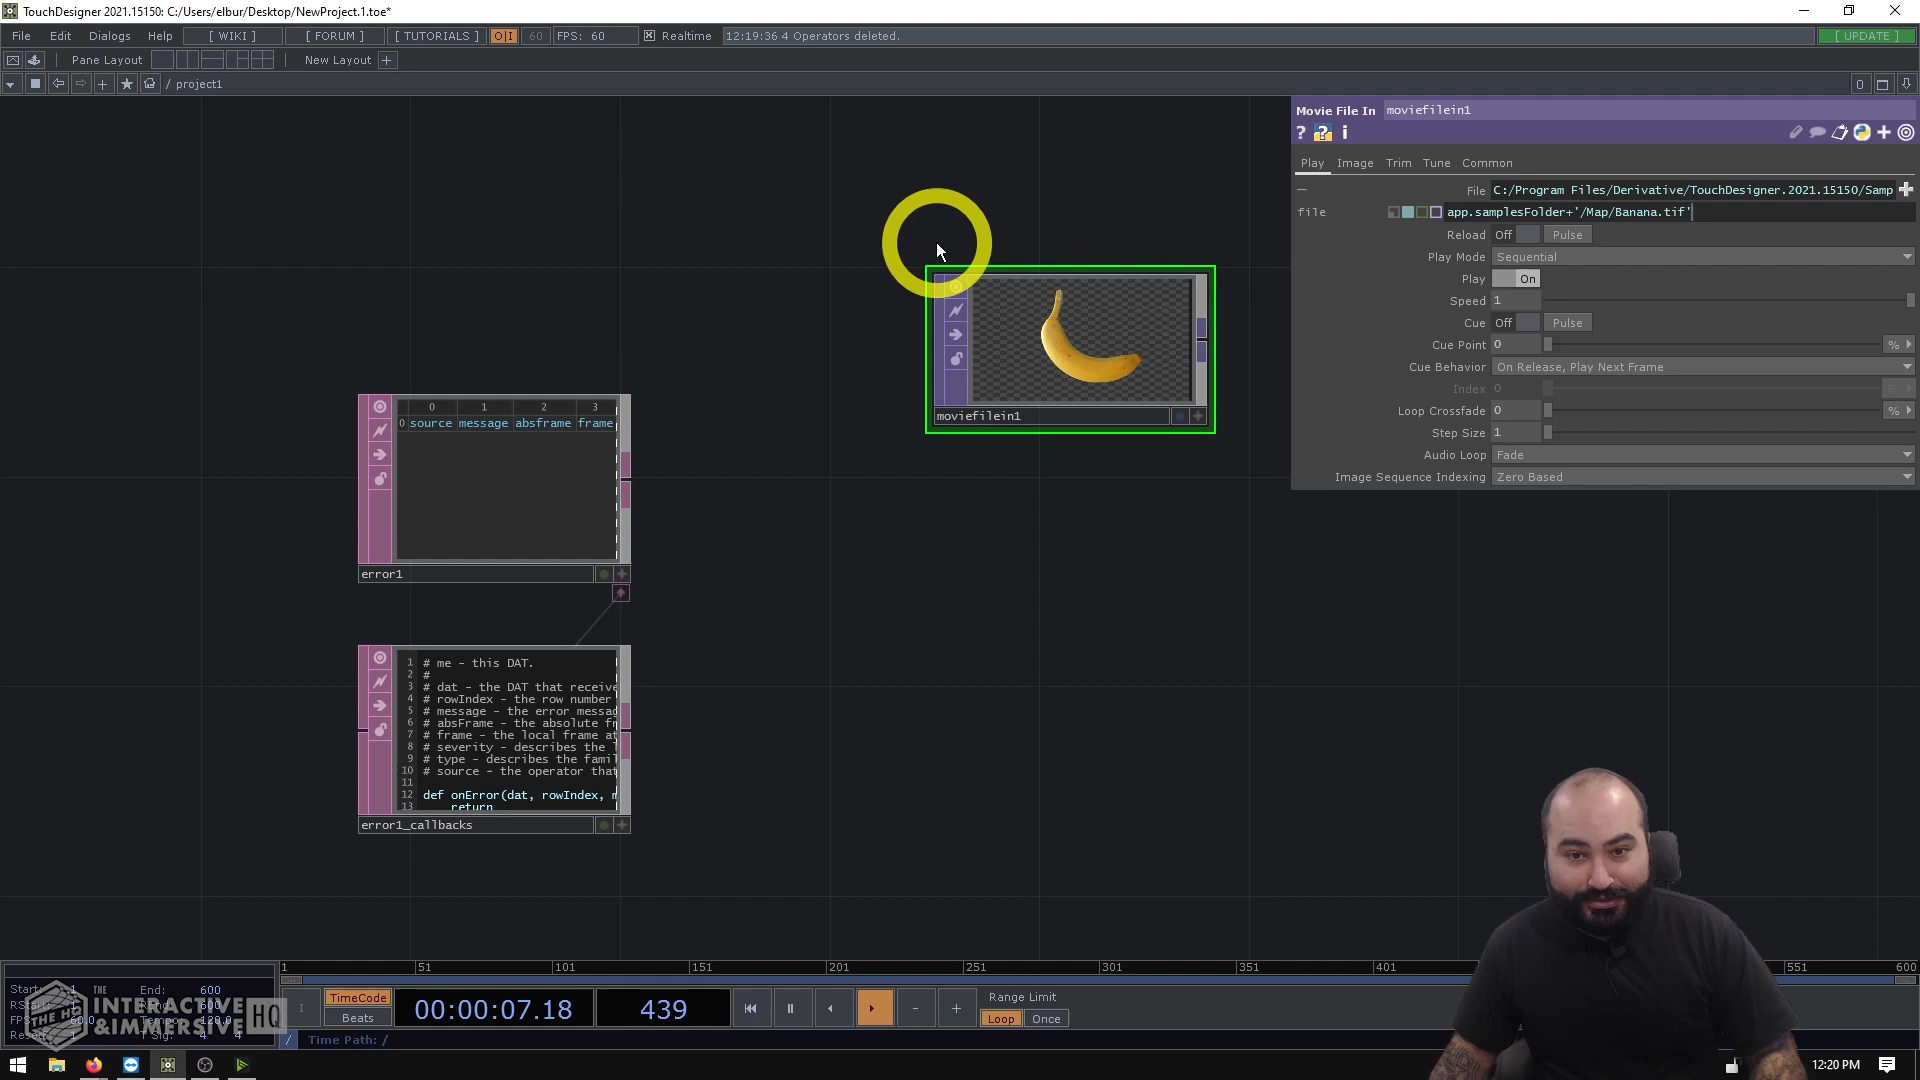 TouchDesigner 2021.15150: C:/Users/elbur/Desktop/NewProject.1.toe*
File Edit Dialogs Help [ WIKI ] [ FORUM ] [ TUTORIALS ] O|I 60 FPS: 60 Realtime 12:19:36 4 Operators deleted. [ UPDATE ]
Pane Layout New Layout +
/ project1 0
Movie File In moviefilein1
Play Image Trim Tune Common
File C:/Program Files/Derivative/TouchDesigner.2021.15150/Samp
file app.samplesFolder+'/Map/Banana.tif'
Reload Off Pulse
Play Mode Sequential
Play On
Speed 1
Cue Off Pulse
Cue Point 0 %
Cue Behavior On Release, Play Next Frame
Index 0
Loop Crossfade 0 %
Step Size 1
Audio Loop Fade
Image Sequence Indexing Zero Based
moviefilein1
0 1 2 3
0 source message absframe frame
error1
1 # me - this DAT.
2 #
3 # dat - the DAT that receive
4 # rowIndex - the row number
5 # message - the error messag
6 # absFrame - the absolute fr
7 # frame - the local frame at
8 # severity - describes the l
9 # type - describes the famil
10 # source - the operator that
11
12 def onError(dat, rowIndex, m
13 return
error1_callbacks
1 51 101 151 201 251 301 351 401 551 600
End: 600
TimeCode
Beats
00:00:07.18
439
Range Limit
Loop Once
THE INTERACTIVE & IMMERSIVE HQ
THE HQ
/ Time Path: /
12:20 PM